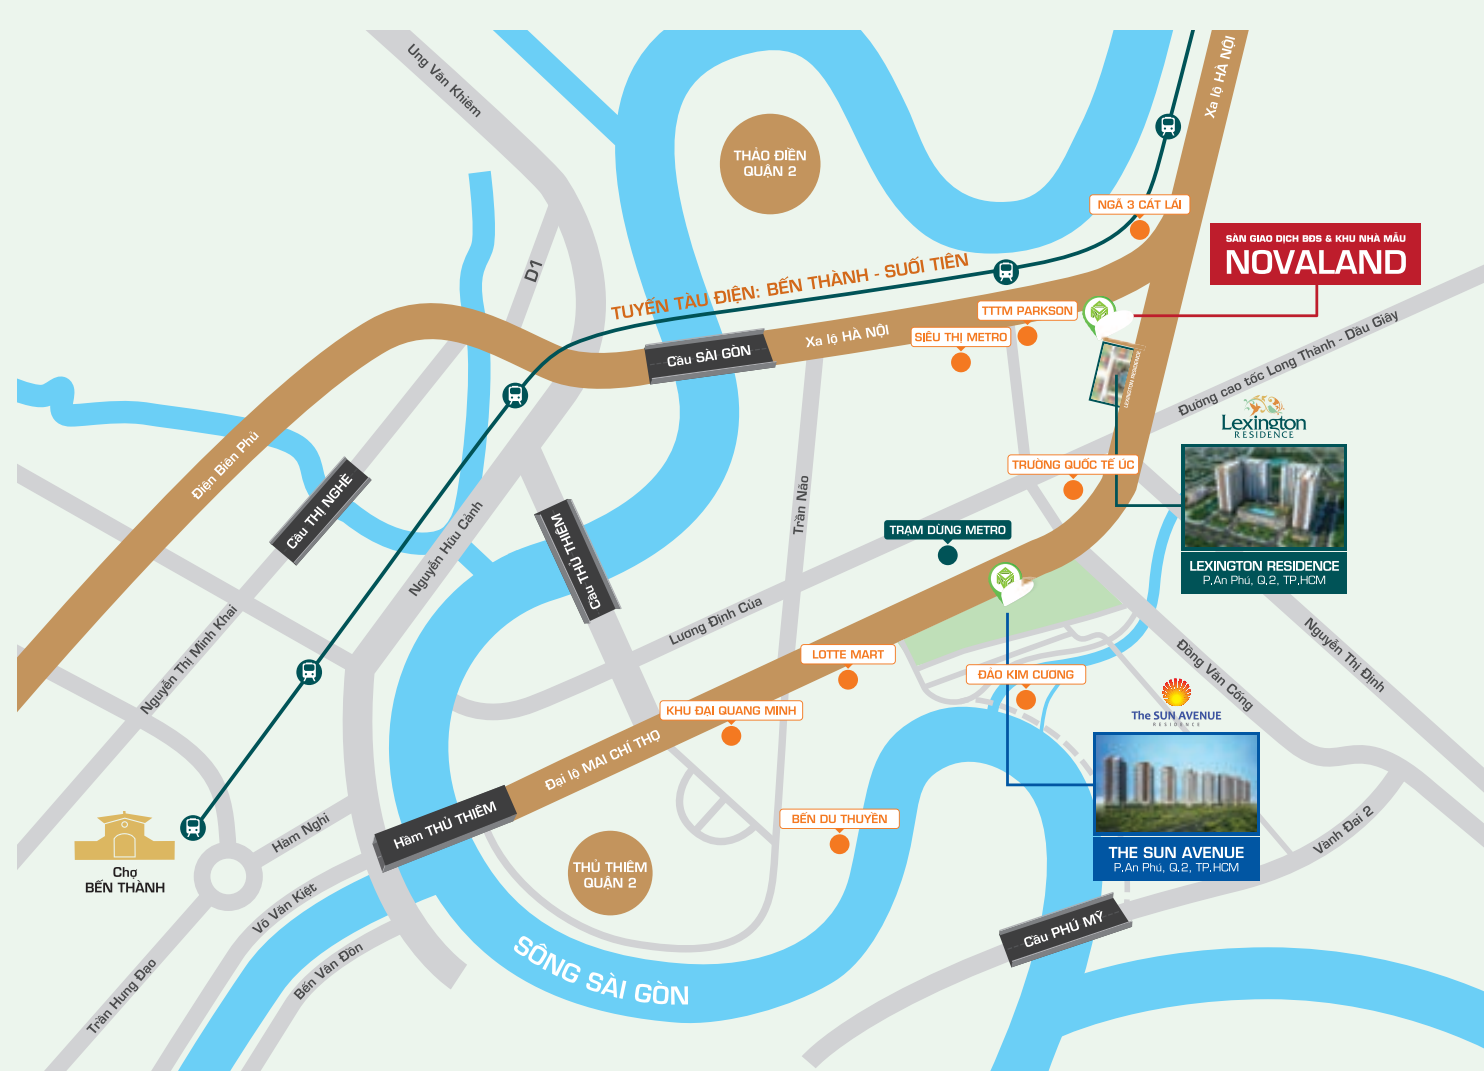 Ung Văn Khiêm
Xa lộ HÀ NỘI
THẢO ĐIỀN
QUẬN 2
NGÃ 3 CÁT LÁI
SÀN GIAO DỊCH BĐS & KHU NHÀ MẪU
NOVALAND
D1
TUYẾN TÀU ĐIỆN: BẾN THÀNH - SUỐI TIÊN
TTTM PARKSON
SIÊU THỊ METRO
Xa lộ HÀ NỘI
Cầu SÀI GÒN
Đường cao tốc Long Thành - Dầu Giây
LEXINGTON RESIDENCE
Lexington
RESIDENCE
Điện Biên Phủ
TRƯỜNG QUỐC TẾ ÚC
Cầu THỊ NGHÈ
Trần Não
TRẠM DỪNG METRO
Nguyễn Hữu Cảnh
Cầu THỦ THIÊM
LEXINGTON RESIDENCE
P.An Phú, Q.2, TP.HCM
Lương Định Của
Nguyễn Thị Minh Khai
LOTTE MART
ĐẢO KIM CƯƠNG
Đồng Văn Cống
Nguyễn Thị Định
KHU ĐẠI QUANG MINH
The SUN AVENUE
RESIDENCE
Đại lộ MAI CHÍ THỌ
Hầm THỦ THIÊM
BẾN DU THUYỀN
Hàm Nghi
Vành Đai 2
THE SUN AVENUE
P.An Phú, Q.2, TP.HCM
Chợ
BẾN THÀNH
THỦ THIÊM
QUẬN 2
Võ Văn Kiệt
Cầu PHÚ MỸ
Bến Vân Đồn
SÔNG SÀI GÒN
Trần Hưng Đạo